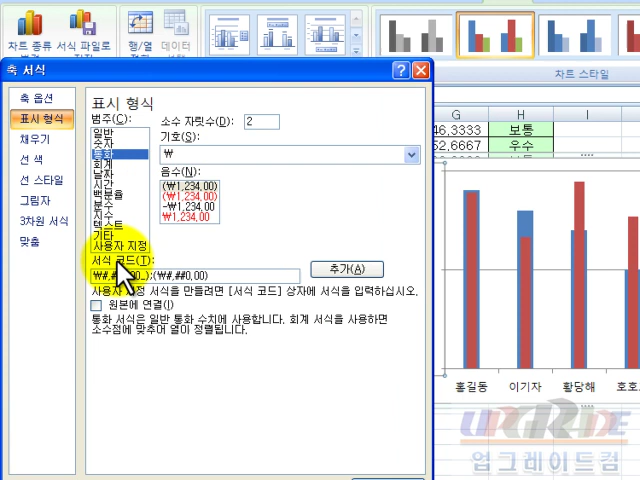 차트 종류 서식 파일로
행/열 데이터
차트 스타일
축 서식
축 옵션
표시 형식
채우기
선 색
선 스타일
그림자
3차원 서식
맞춤
표시 형식
범주(C):
일반
숫자
통화
회계
날짜
시간
백분율
분수
지수
텍스트
기타
사용자 지정
소수 자릿수(D): 2
기호(S):
₩
음수(N):
(₩1,234,00)
(₩1,234,00)
-₩1,234,00
₩1,234,00
서식 코드(T):
추가(A)
사용자 지정 서식을 만들려면 [서식 코드] 상자에 서식을 입력하십시오.
원본에 연결(I)
통화 서식은 일반 통화 수치에 사용합니다. 회계 서식을 사용하면
소수점에 맞추어 열이 정렬됩니다.
G H I
46,3333 보통
52,6667 우수
홍길동 이기자 황당해 호호
UPGRADE
업그레이드컴